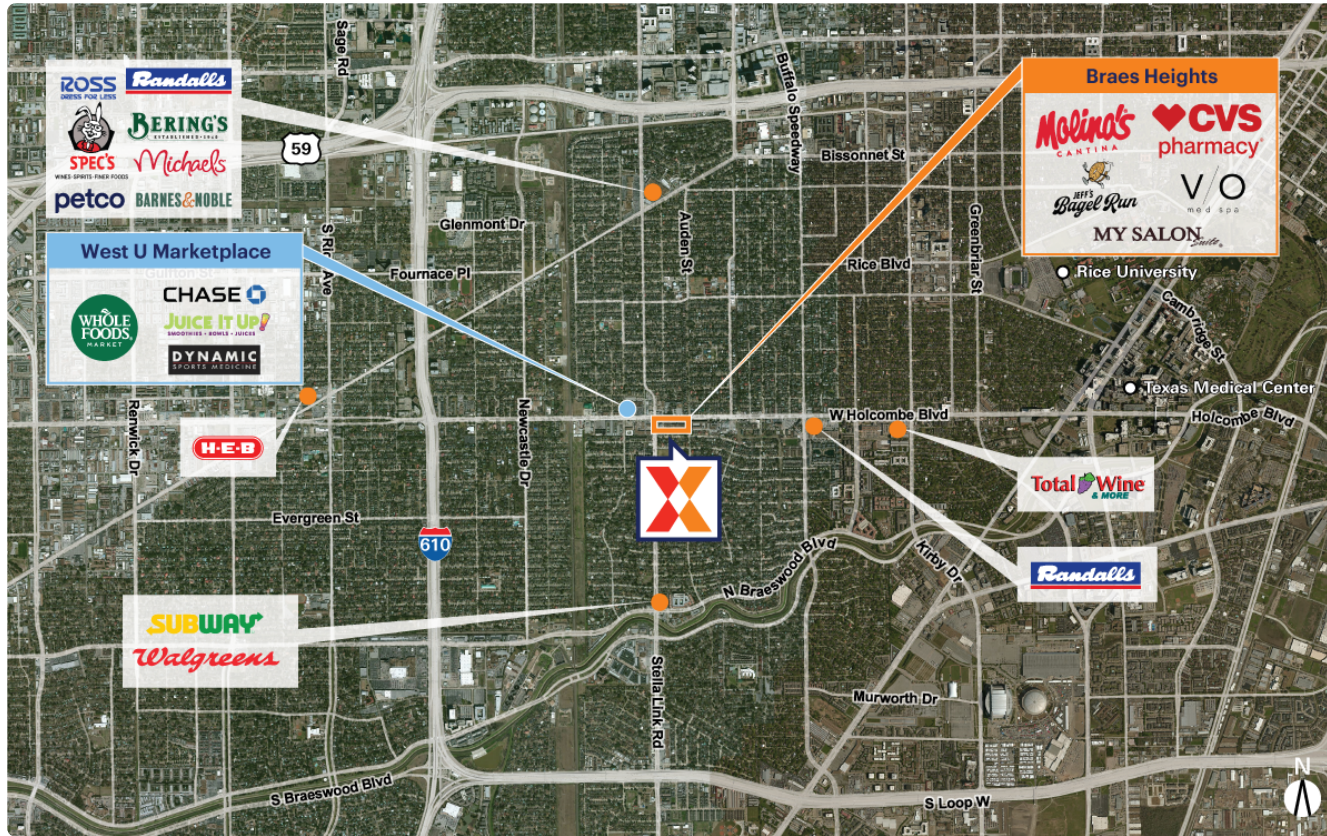 Sage Rd
Buffalo Speedway
59
Bissonnet St
ROSS
DRESS FOR LESS
Randalls
SPEC'S
WINES·SPIRITS·FINER FOODS
BERING'S
ESTABLISHED·1940
Michaels
petco
BARNES&NOBLE
Braes Heights
Molina's
CANTINA
CVS
pharmacy
JEFF'S
Bagel Run
V/O
med spa
MY SALON
Suite
Glenmont Dr
Auden St
Greenbriar St
S Rice Ave
West U Marketplace
Gulfton St
Fournace Pl
Rice Blvd
Rice University
Cambridge St
WHOLE
FOODS
MARKET
CHASE
JUICE IT UP!
SMOOTHIES • BOWLS • JUICES
DYNAMIC
SPORTS MEDICINE
Texas Medical Center
Renwick Dr
Newcastle Dr
W Holcombe Blvd
Holcombe Blvd
H-E-B
Total Wine
& MORE
Evergreen St
610
N Braeswood Blvd
Kirby Dr
Randalls
SUBWAY
Walgreens
Stella Link Rd
Murworth Dr
S Braeswood Blvd
S Loop W
N